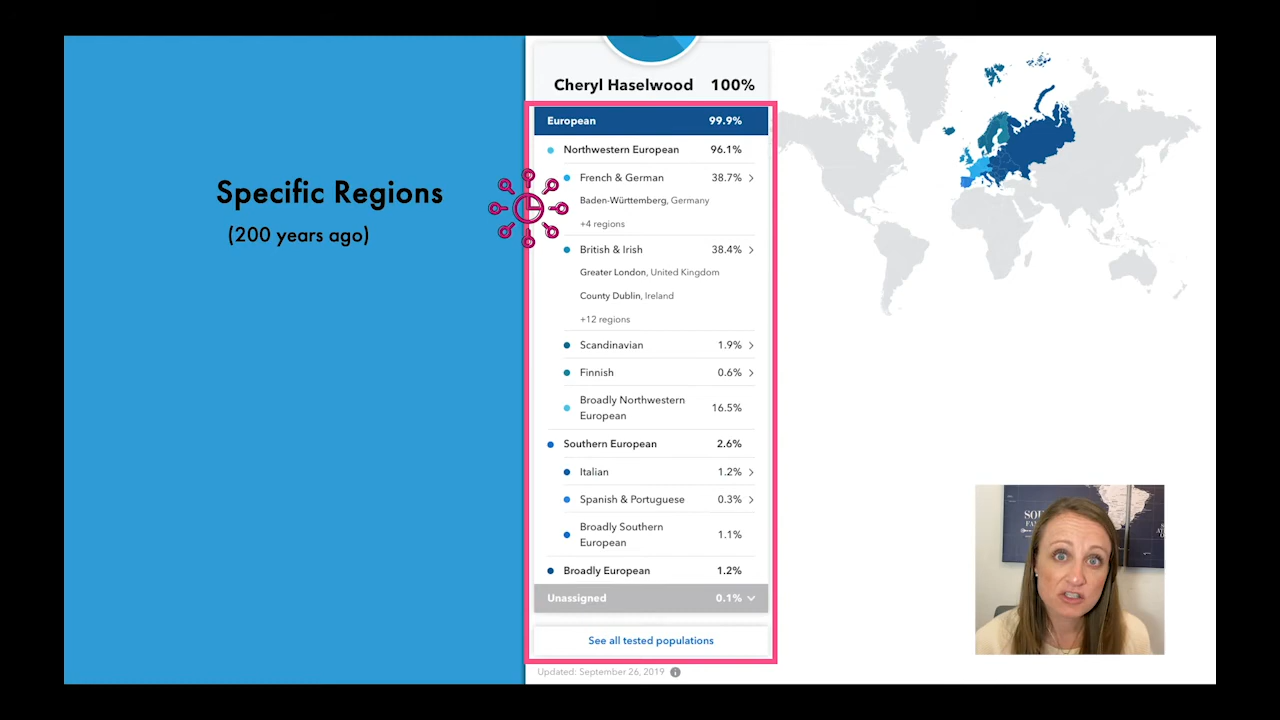 Specific Regions
(200 years ago)
Cheryl Haselwood 100%
European 99.9%
Northwestern European 96.1%
French & German 38.7%
Baden-Württemberg, Germany
+4 regions
British & Irish 38.4%
Greater London, United Kingdom
County Dublin, Ireland
+12 regions
Scandinavian 1.9%
Finnish 0.6%
Broadly Northwestern
European 16.5%
Southern European 2.6%
Italian 1.2%
Spanish & Portuguese 0.3%
Broadly Southern
European 1.1%
Broadly European 1.2%
Unassigned 0.1%
See all tested populations
Updated: September 26, 2019